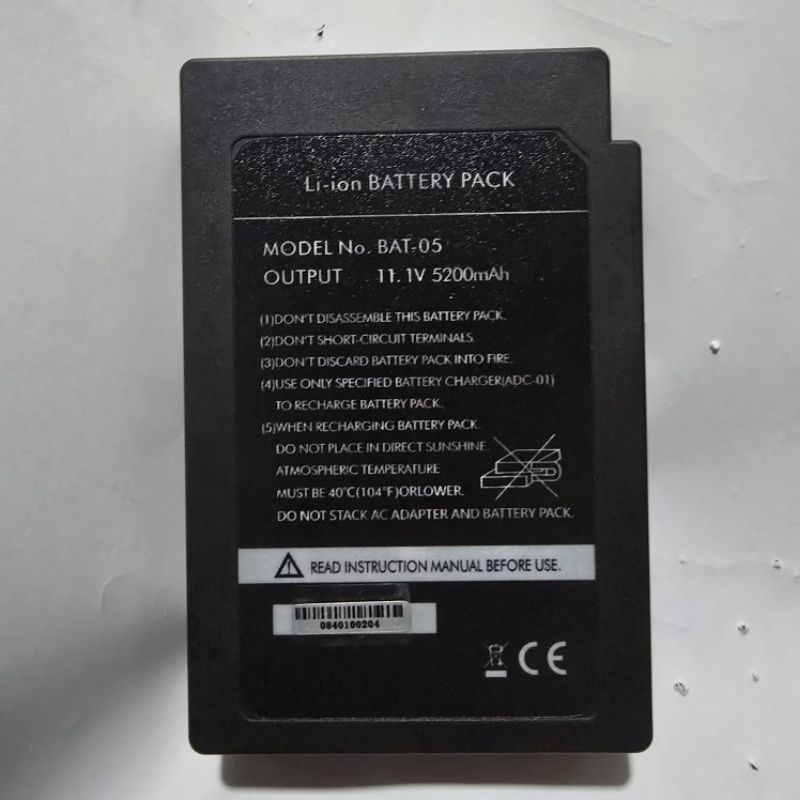 Li-ion BATTERY PACK
MODEL No. BAT-05
OUTPUT 11.1V 5200mAh
(1)DON'T DISASSEMBLE THIS BATTERY PACK.
(2)DON'T SHORT-CIRCUIT TERMINALS.
(3)DON'T DISCARD BATTERY PACK INTO FIRE.
(4)USE ONLY SPECIFIED BATTERY CHARGER(ADC-01)
TO RECHARGE BATTERY PACK.
(5)WHEN RECHARGING BATTERY PACK.
DO NOT PLACE IN DIRECT SUNSHINE.
ATMOSPHERIC TEMPERATURE
MUST BE 40°C(104°F)ORLOWER.
DO NOT STACK AC ADAPTER AND BATTERY PACK.
READ INSTRUCTION MANUAL BEFORE USE.
0840100204
CE